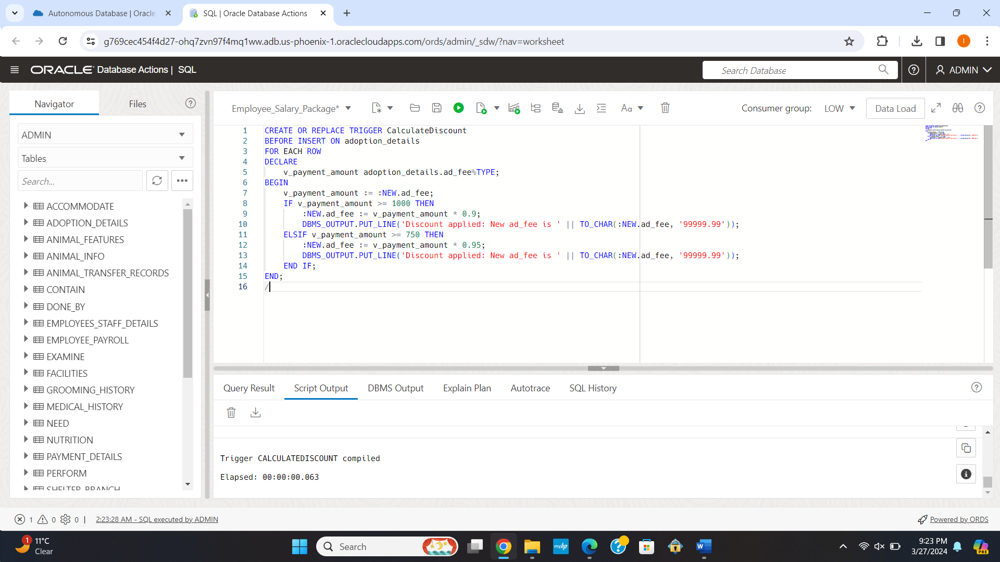 Autonomous Database | Oracle
SQL | Oracle Database Actions
g769cec454f4d27-ohq7zvn97f4mq1ww.adb.us-phoenix-1.oraclecloudapps.com/ords/admin/_sdw/?nav=worksheet
I
ORACLE Database Actions | SQL
Search Database
ADMIN
Navigator
Files
ADMIN
Tables
Search...
ACCOMMODATE
ADOPTION_DETAILS
ANIMAL_FEATURES
ANIMAL_INFO
ANIMAL_TRANSFER_RECORDS
CONTAIN
DONE_BY
EMPLOYEES_STAFF_DETAILS
EMPLOYEE_PAYROLL
EXAMINE
FACILITIES
GROOMING_HISTORY
MEDICAL_HISTORY
NEED
NUTRITION
PAYMENT_DETAILS
PERFORM
SHELTER_BRANCH
Employee_Salary_Package*
Aa
Consumer group: LOW
Data Load
1 CREATE OR REPLACE TRIGGER CalculateDiscount
2 BEFORE INSERT ON adoption_details
3 FOR EACH ROW
4 DECLARE
5 v_payment_amount adoption_details.ad_fee%TYPE;
6 BEGIN
7 v_payment_amount := :NEW.ad_fee;
8 IF v_payment_amount >= 1000 THEN
9 :NEW.ad_fee := v_payment_amount * 0.9;
10 DBMS_OUTPUT.PUT_LINE('Discount applied: New ad_fee is ' || TO_CHAR(:NEW.ad_fee, '99999.99'));
11 ELSIF v_payment_amount >= 750 THEN
12 :NEW.ad_fee := v_payment_amount * 0.95;
13 DBMS_OUTPUT.PUT_LINE('Discount applied: New ad_fee is ' || TO_CHAR(:NEW.ad_fee, '99999.99'));
14 END IF;
15 END;
16 /
Query Result
Script Output
DBMS Output
Explain Plan
Autotrace
SQL History
Trigger CALCULATEDISCOUNT compiled
Elapsed: 00:00:00.063
1 0 0 | 2:23:28 AM - SQL executed by ADMIN
Powered by ORDS
1
11°C
Clear
Search
myhp
W
9:23 PM
3/27/2024
PRE